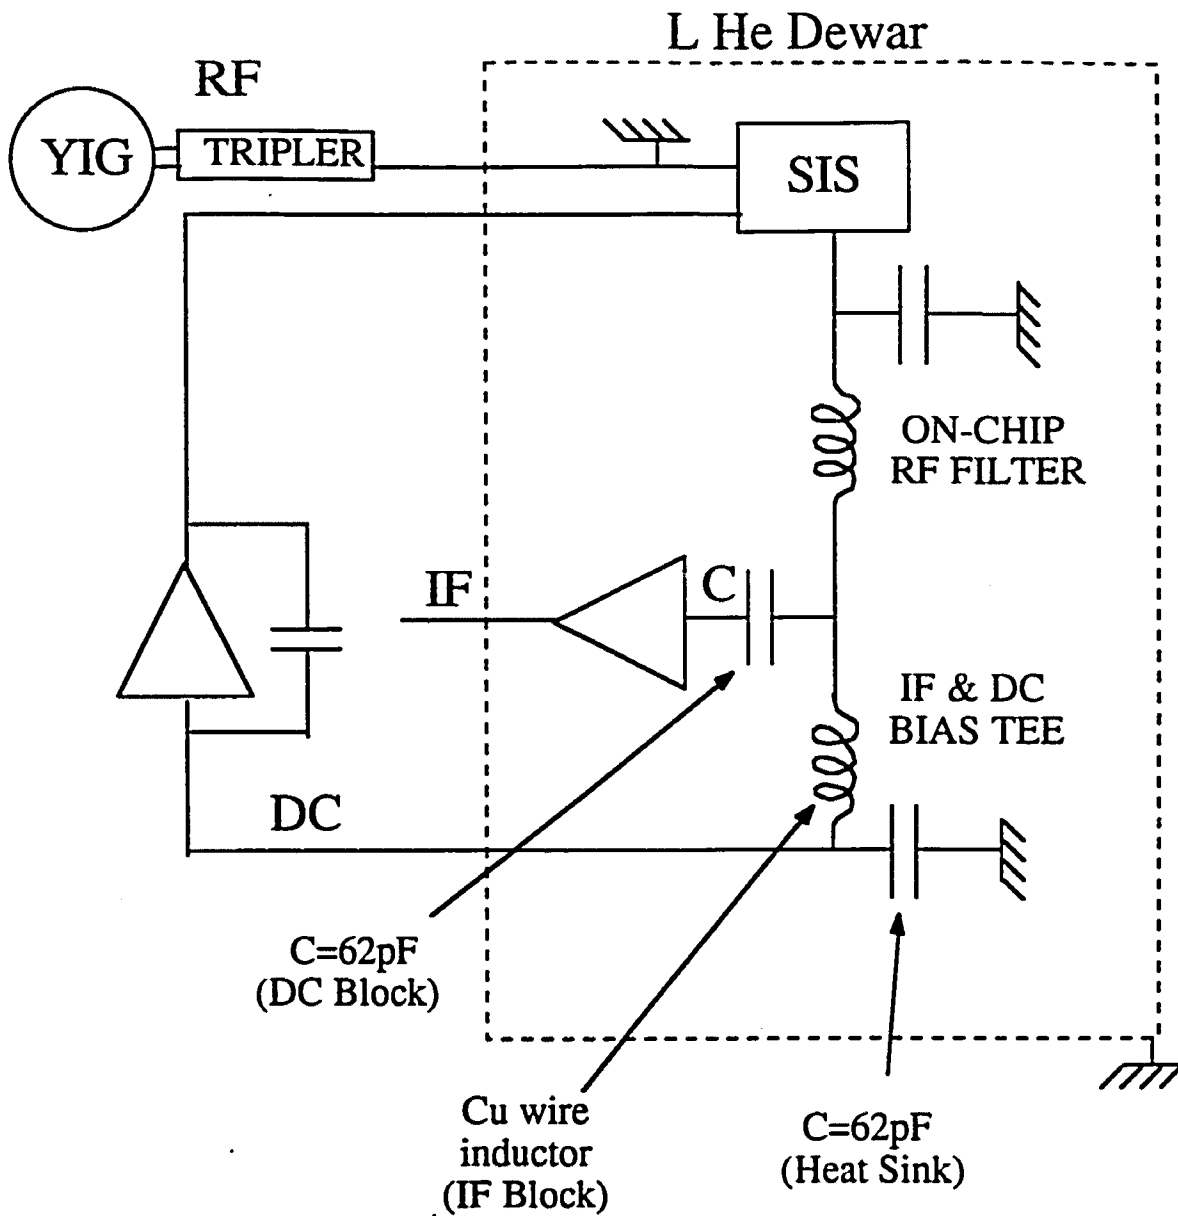 L He Dewar
RF
YIG
TRIPLER
SIS
ON-CHIP
RF FILTER
IF
C
IF & DC
BIAS TEE
DC
C=62pF
(DC Block)
Cu wire
inductor
(IF Block)
C=62pF
(Heat Sink)